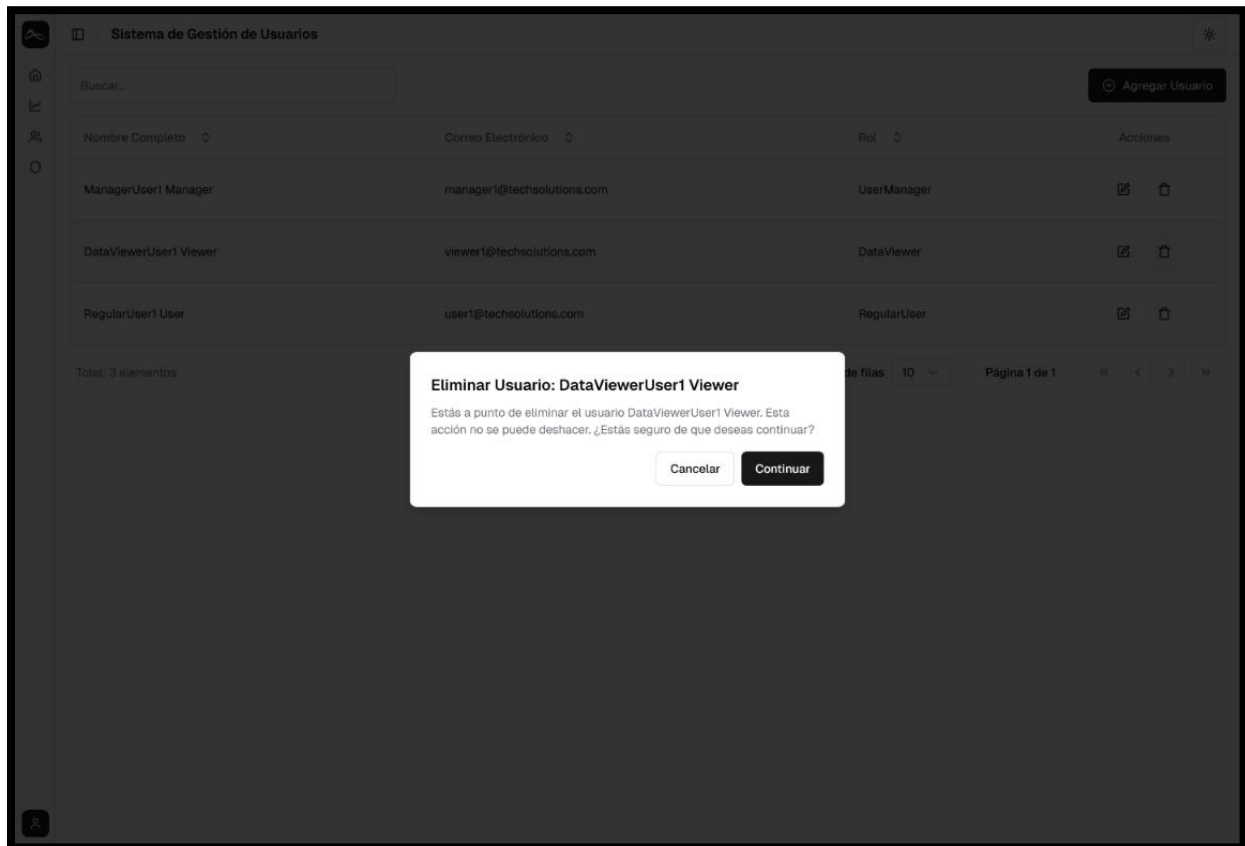 Sistema de Gestión de Usuarios
Buscar...
Agregar Usuario
Nombre Completo Correo Electrónico Rol Acciones
ManagerUser1 Manager manager1@techsolutions.com UserManager
DataViewerUser1 Viewer viewer1@techsolutions.com DataViewer
RegularUser1 User user1@techsolutions.com RegularUser
Total: 3 elementos de filas 10 Página 1 de 1
Eliminar Usuario: DataViewerUser1 Viewer
Estás a punto de eliminar el usuario DataViewerUser1 Viewer. Esta
acción no se puede deshacer. ¿Estás seguro de que deseas continuar?
Cancelar Continuar